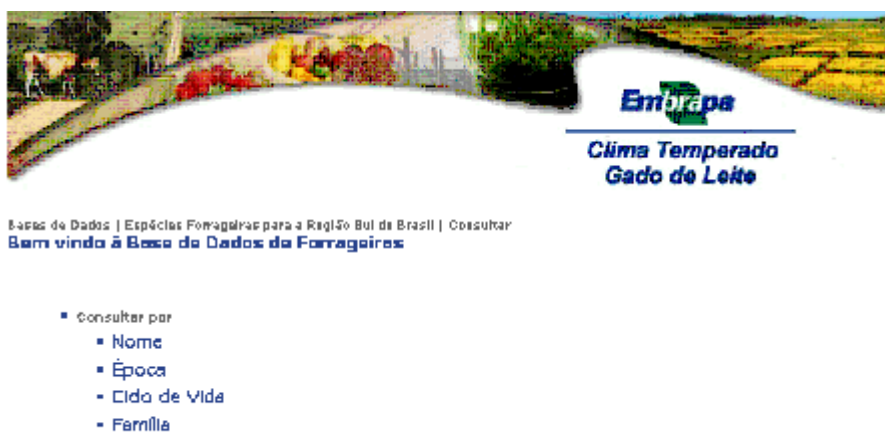 Embrapa
Clima Temperado
Gado de Leite
Bases de Dados | Espécies Forrageiras para a Região Sul do Brasil | Consultar
Bem vindo à Base de Dados de Forrageiras
Consultar por
Nome
Época
Ciclo de Vida
Família